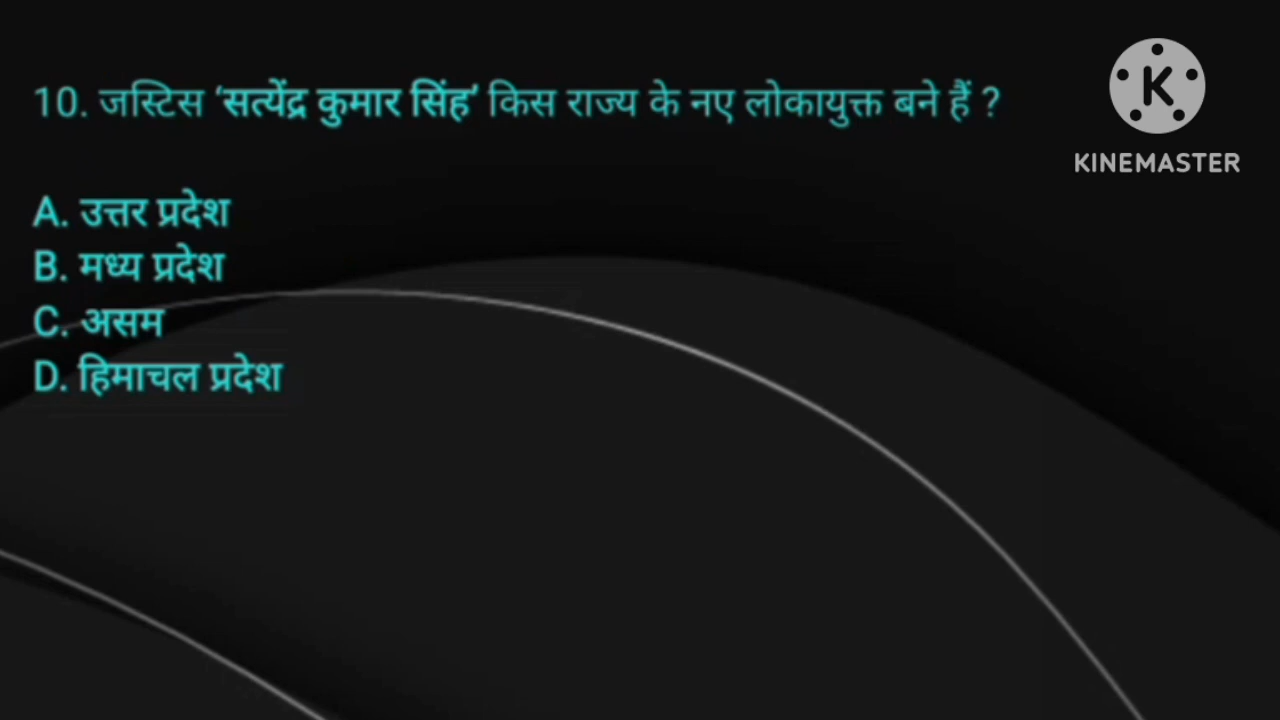 10. जस्टिस ‘सत्येंद्र कुमार सिंह’ किस राज्य के नए लोकायुक्त बने हैं ?
K
KINEMASTER
A. उत्तर प्रदेश
B. मध्य प्रदेश
C. असम
D. हिमाचल प्रदेश